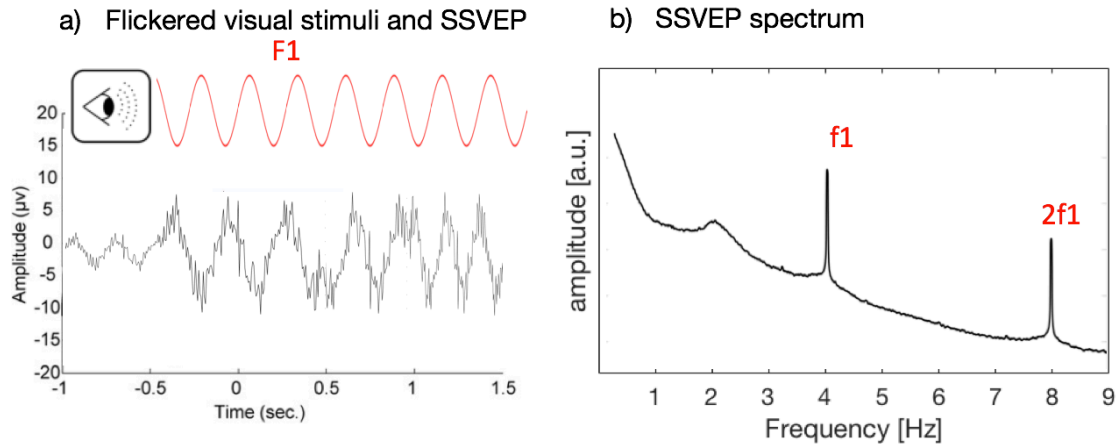 a) Flickered visual stimuli and SSVEP
F1
20
15
10
5
0
-5
-10
-15
-20
Amplitude (μv)
-1
-0.5
0
0.5
1
1.5
Time (sec.)
b) SSVEP spectrum
f1
2f1
amplitude [a.u.]
1 2 3 4 5 6 7 8 9
Frequency [Hz]